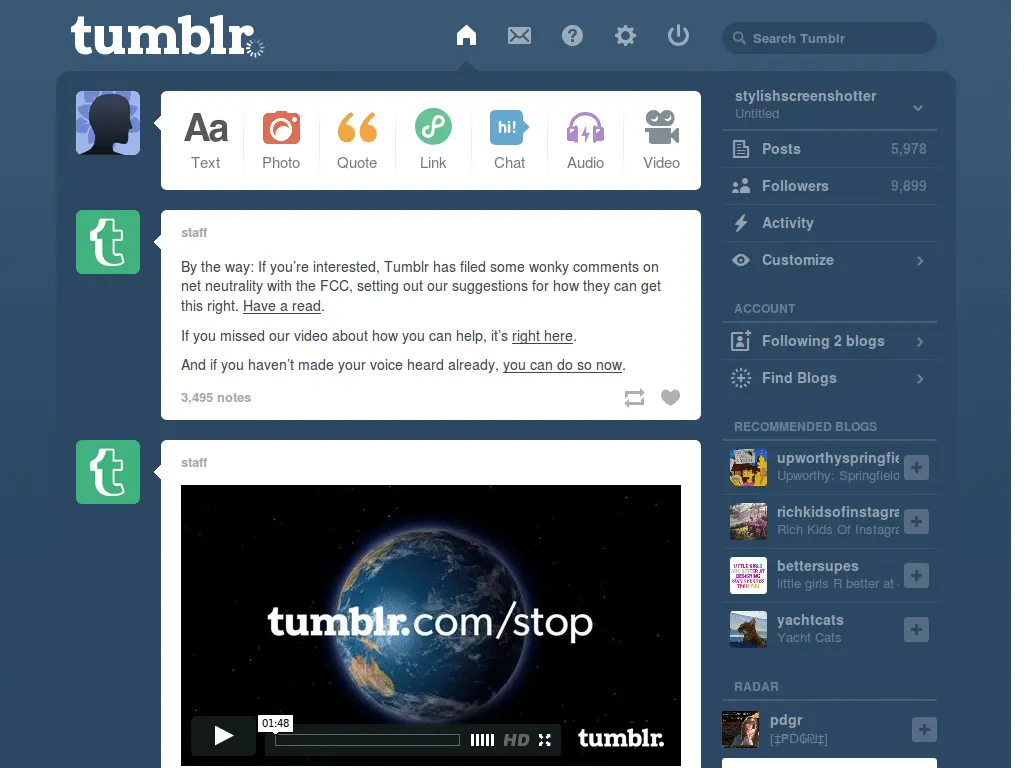 tumblr.
Search Tumblr
Aa
hi!
Text
Photo
Quote
Link
Chat
Audio
Video
staff
By the way: If you’re interested, Tumblr has filed some wonky comments on
net neutrality with the FCC, setting out our suggestions for how they can get
this right. Have a read.
If you missed our video about how you can help, it’s right here.
And if you haven’t made your voice heard already, you can do so now.
3,495 notes
staff
tumblr.com/stop
01:48
HD
tumblr.
stylishscreenshotter
Untitled
Posts 5,978
Followers 9,899
Activity
Customize
ACCOUNT
Following 2 blogs
Find Blogs
RECOMMENDED BLOGS
upworthyspringfie
Upworthy: Springfield
richkidsofinstagra
Rich Kids Of Instagra
bettersupes
little girls R better at
yachtcats
Yacht Cats
RADAR
pdgr